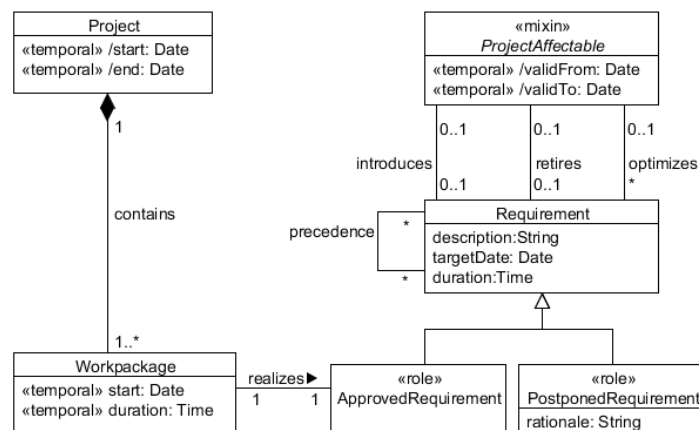 Project
«temporal» /start: Date
«temporal» /end: Date
1
contains
1..*
Workpackage
«temporal» start: Date
«temporal» duration: Time
«mixin»
ProjectAffectable
«temporal» /validFrom: Date
«temporal» /validTo: Date
0..1
0..1
0..1
introduces
retires
optimizes
0..1
0..1
*
Requirement
description:String
targetDate: Date
duration:Time
precedence
*
*
realizes▶
1
1
«role»
ApprovedRequirement
«role»
PostponedRequirement
rationale: String